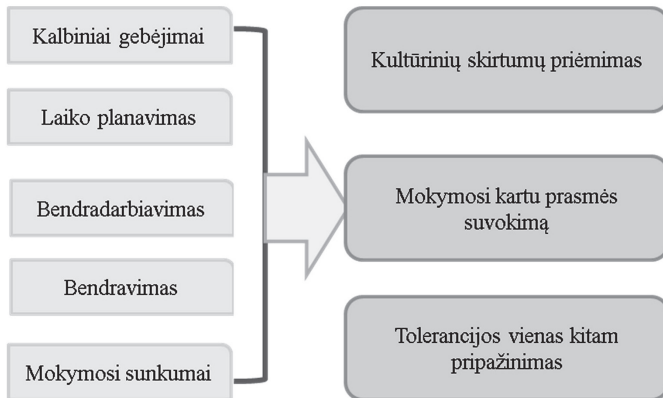 Kalbiniai gebėjimai
Laiko planavimas
Bendradarbiavimas
Bendravimas
Mokymosi sunkumai
Kultūrinių skirtumų priėmimas
Mokymosi kartu prasmės
suvokimą
Tolerancijos vienas kitam
pripažinimas